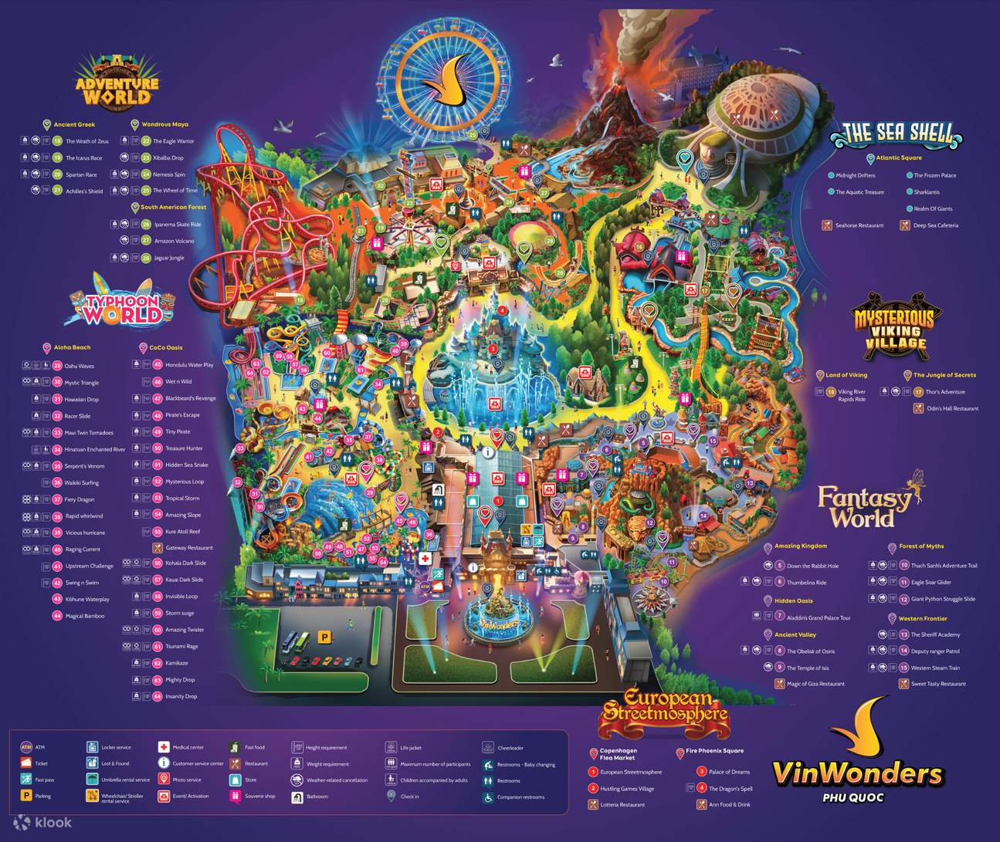 ADVENTURE
WORLD
Ancient Greek
18 The Wrath of Zeus
19 The Icarus Race
20 Spartan Race
21 Achilles's Shield
Wondrous Maya
22 The Eagle Warrior
23 Xibalba Drop
24 Nemesis Spin
25 The Wheel of Time
South American Forest
26 Ipanema Skate Ride
27 Amazon Volcano
28 Jaguar Jungle
TYPHOON
WORLD
Aloha Beach
29 Oahu Waves
30 Mystic Triangle
31 Hawaiian Drop
32 Racer Slide
33 Maui Twin Tornadoes
34 Hinatuan Enchanted River
35 Serpent's Venom
36 Waikiki Surfing
37 Fiery Dragon
38 Rapid whirlwind
39 Vicious hurricane
40 Raging Current
41 Upstream Challenge
42 Swing n Swim
43 Kilihune Waterplay
44 Magical Bamboo
CoCo Oasis
45 Honolulu Water Play
46 Wet n Wild
47 Blackbeard's Revenge
48 Pirate's Escape
49 Tiny Pirate
50 Treasure Hunter
51 Hidden Sea Snake
52 Mysterious Loop
53 Tropical Storm
54 Amazing Slope
55 Kure Atoll Reef
Gateway Restaurant
56 Kohala Dark Slide
57 Kauai Dark Slide
58 Invisible Loop
59 Storm surge
60 Amazing Twister
61 Tsunami Rage
62 Kamikaze
63 Mighty Drop
64 Insanity Drop
THE SEA SHELL
Atlantic Square
Midnight Drifters
The Aquatic Treasure
The Frozen Palace
Sharklantis
Realm Of Giants
Seahorse Restaurant
Deep Sea Cafeteria
MYSTERIOUS
VIKING
VILLAGE
Land of Viking
16 Viking River
Rapids Ride
The Jungle of Secrets
17 Thor's Adventure
Odin's Hall Restaurant
Fantasy
World
Amazing Kingdom
5 Down the Rabbit Hole
6 Thumbelina Ride
Hidden Oasis
7 Aladdin's Grand Palace Tour
Ancient Valley
8 The Obelisk of Osiris
9 The Temple of Isis
Magic of Giza Restaurant
Forest of Myths
10 Thach Sanh's Adventure Trail
11 Eagle Soar Glider
12 Giant Python Struggle Slide
Western Frontier
13 The Sheriff Academy
14 Deputy ranger Patrol
15 Western Steam Train
Sweet Tasty Restaurant
VinWonders
P
ATM
European
Streetmosphere
Copenhagen
Flea Market
1 European Streetmosphere
2 Hustling Games Village
Lotteria Restaurant
Fire Phoenix Square
3 Palace of Dreams
4 The Dragon's Spell
Ann Food & Drink
VinWonders
PHU QUOC
ATM ATM
Ticket
Fast pass
P Parking
Locker service
Lost & Found
Umbrella rental service
Wheelchair/ Stroller
rental service
Medical center
Customer service center
Photo service
Event/ Activation
Fast food
Restaurant
Store
Souvenir shop
Height requirement
Weight requirement
Weather-related cancellation
Bathroom
Life jacket
Maximum number of participants
Children accompanied by adults
Check in
Cheerleader
Restrooms - Baby changing
Restrooms
Companion restrooms
klook